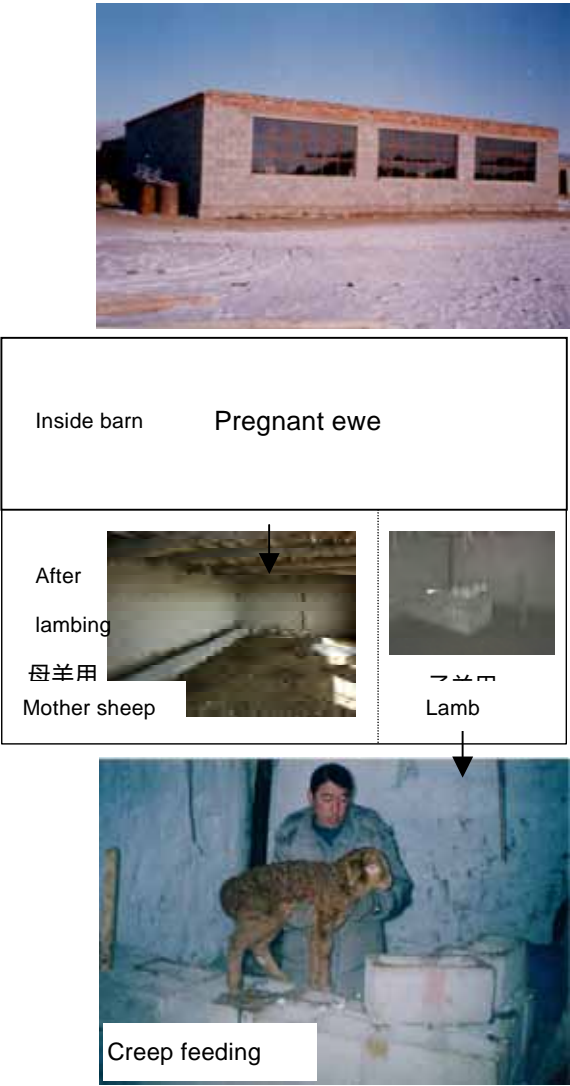 Inside barn
Pregnant ewe
After
lambing
母羊用
Mother sheep
Lamb
Creep feeding